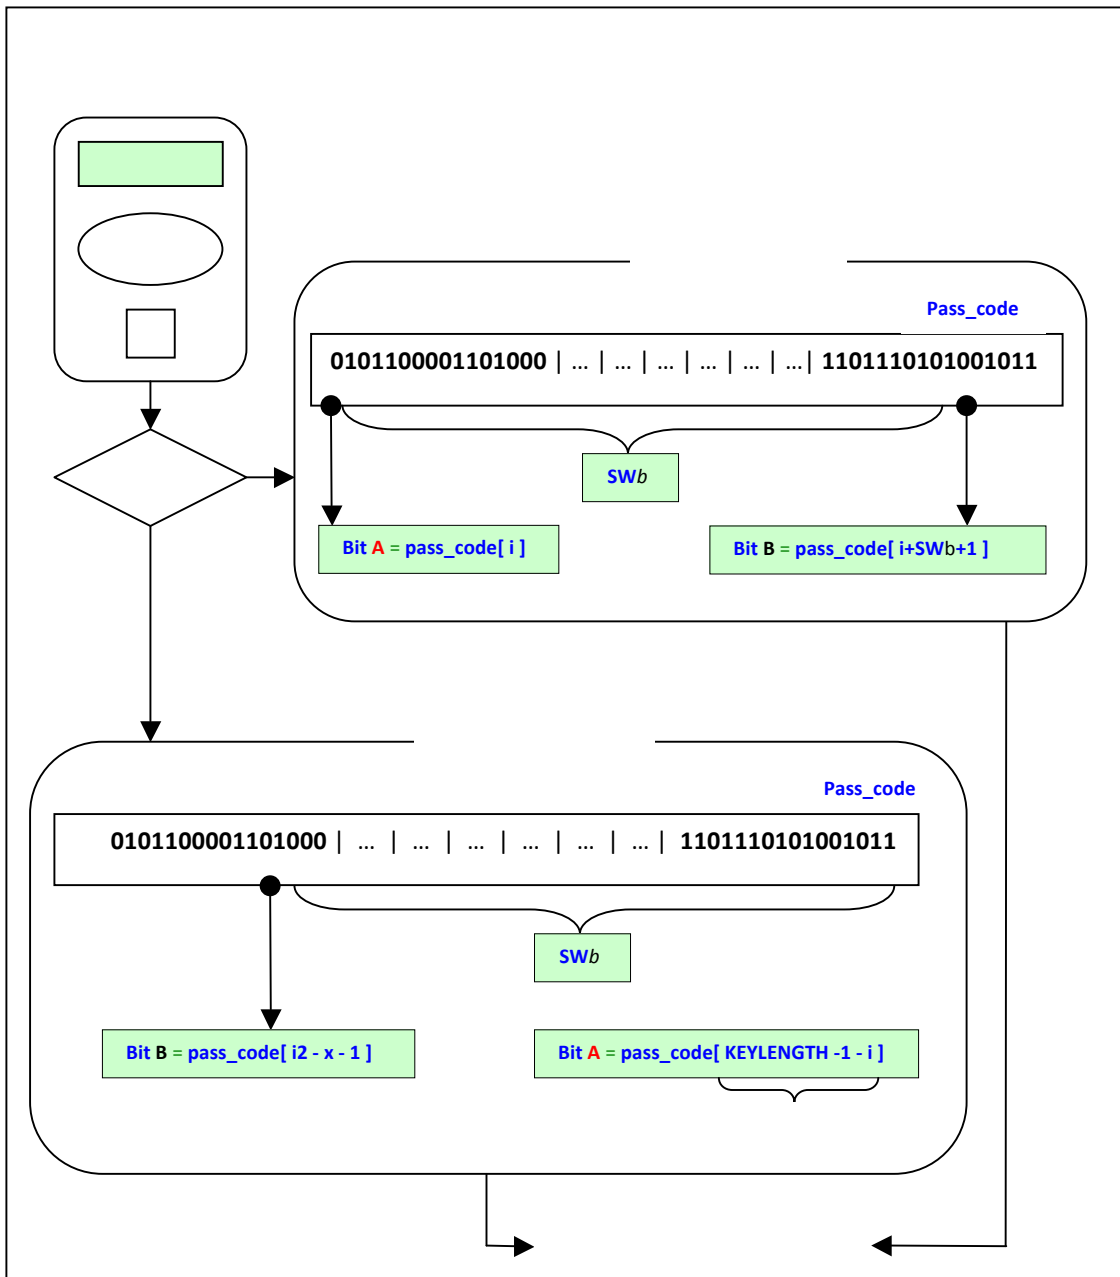 Pass_code
0101100001101000 | ... | ... | ... | ... | ... | ...| 1101110101001011
SWb
Bit A = pass_code[ i ]
Bit B = pass_code[ i+SWb+1 ]
Pass_code
0101100001101000 | ... | ... | ... | ... | ... | ... | 1101110101001011
SWb
Bit B = pass_code[ i2 - x - 1 ]
Bit A = pass_code[ KEYLENGTH -1 - i ]